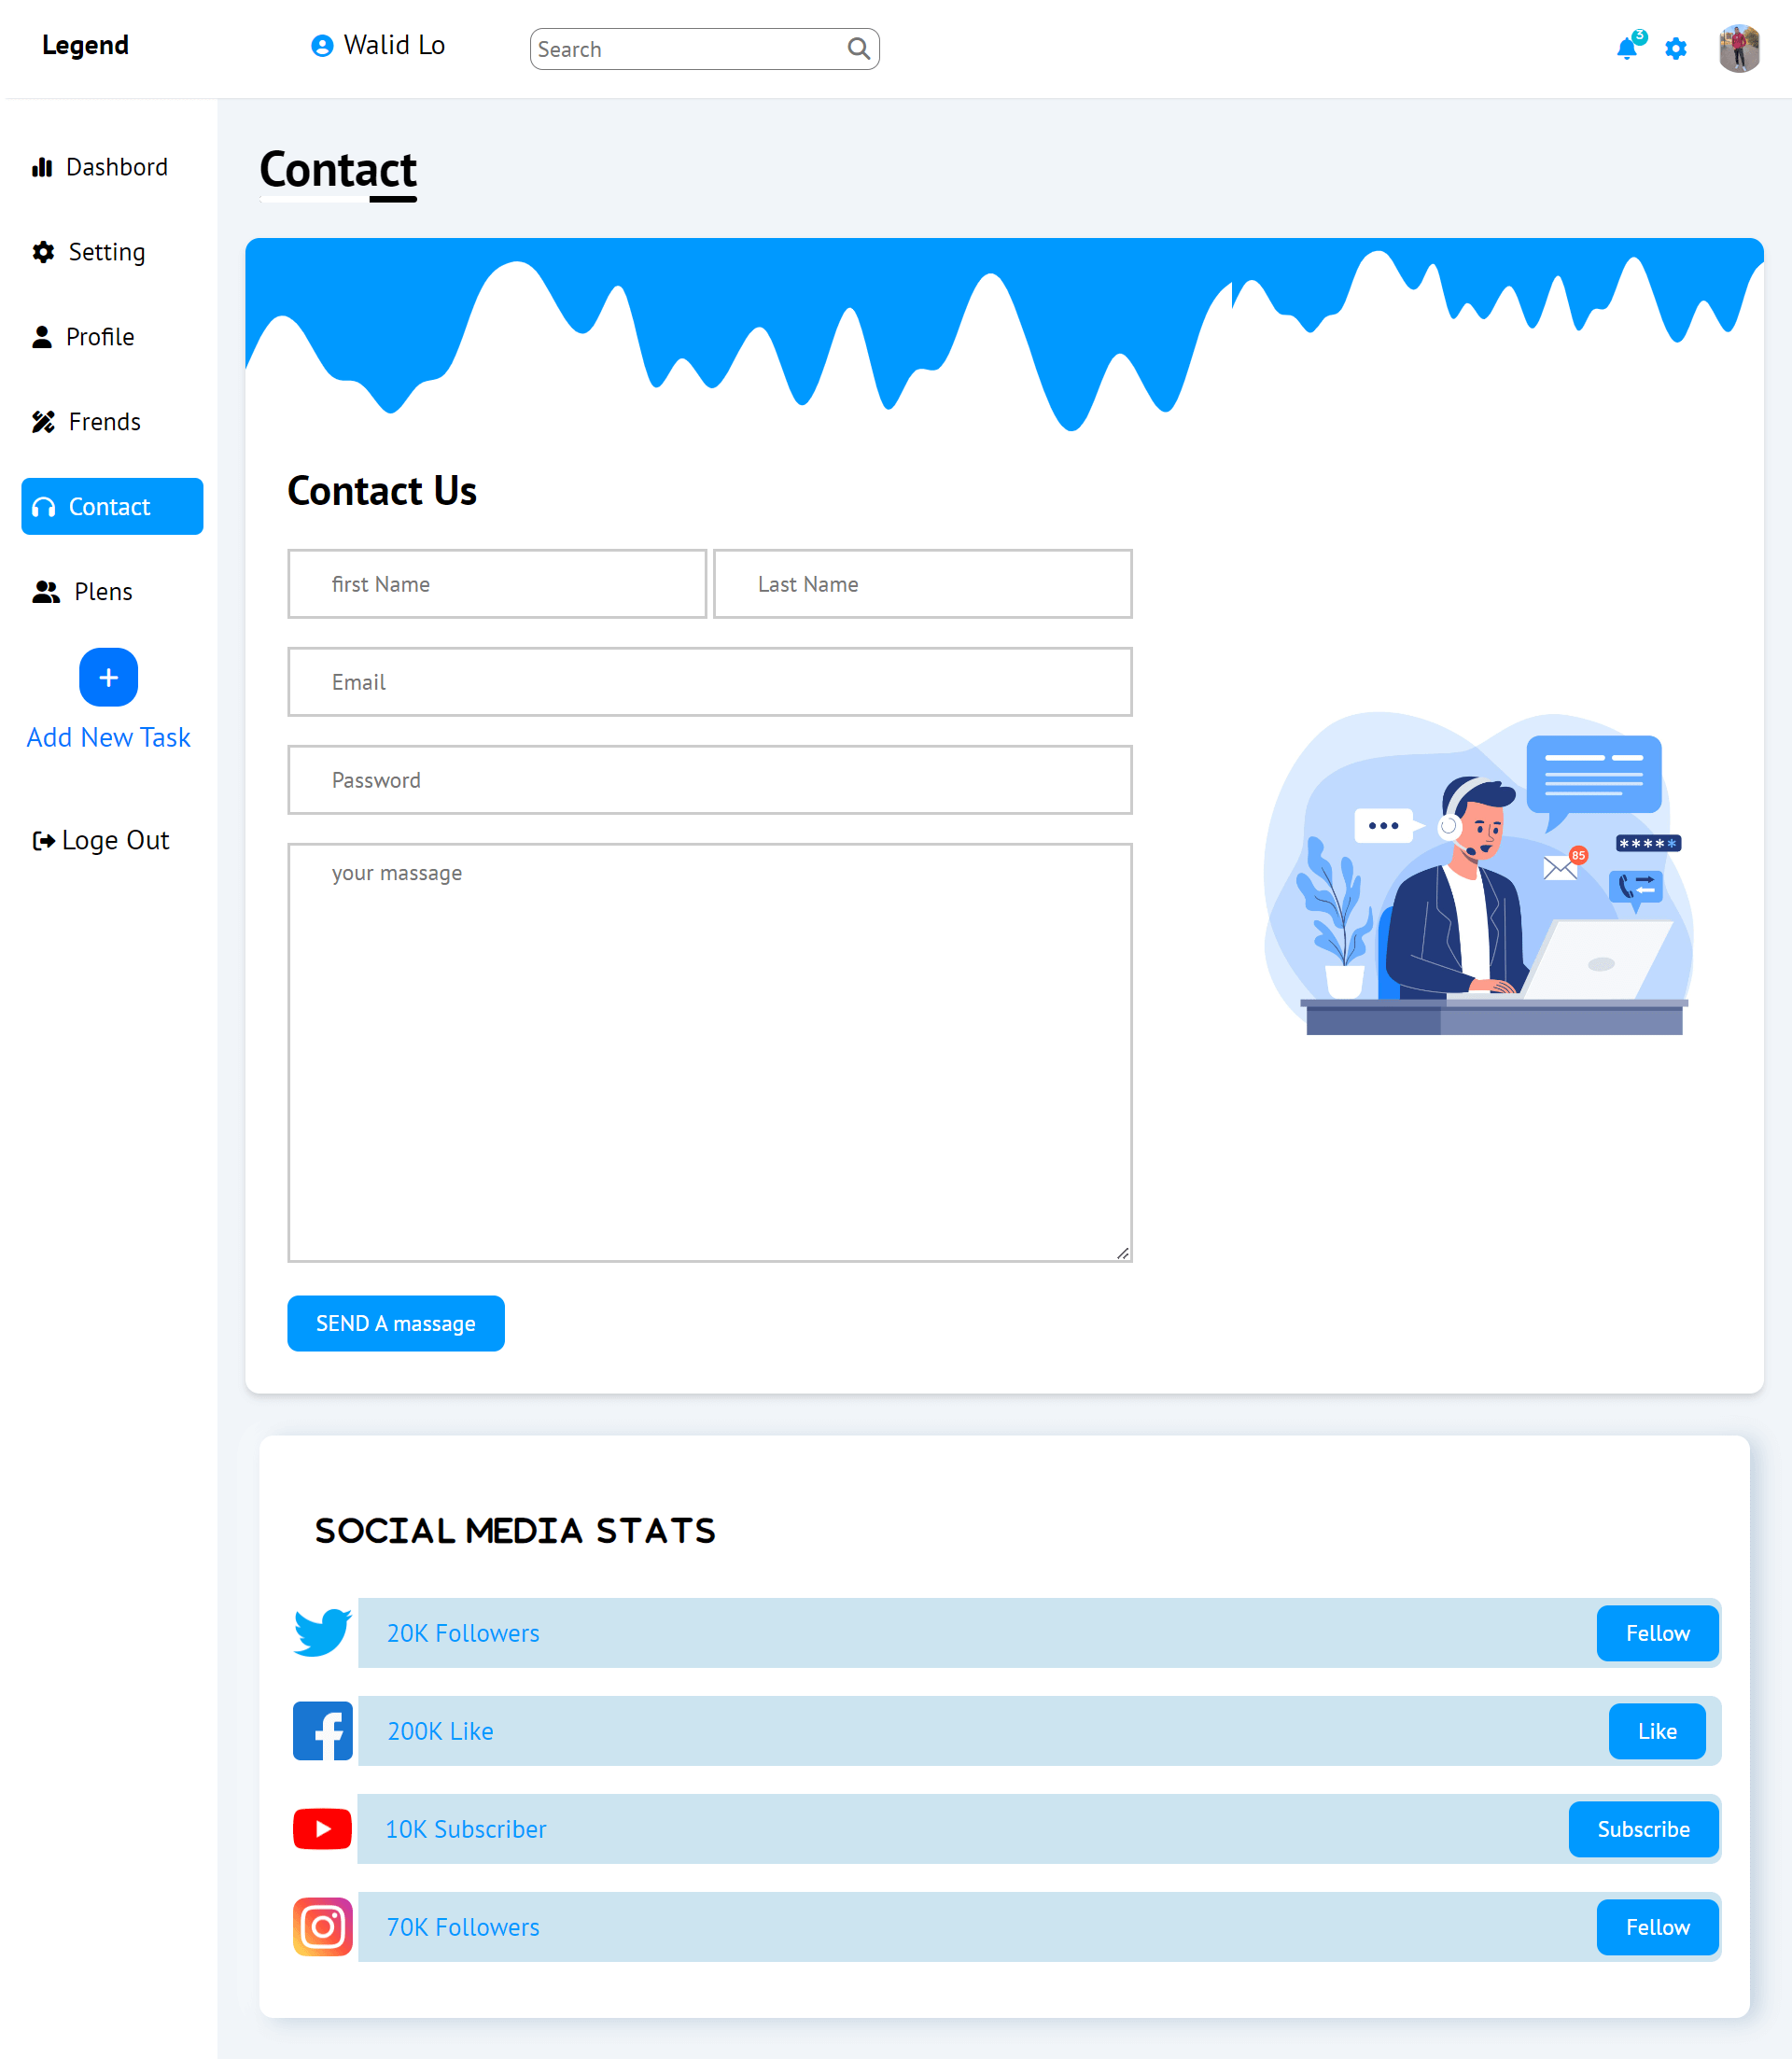 Legend
Walid Lo
Search
3
Dashbord
Setting
Profile
Frends
Contact
Plens
+
Add New Task
Loge Out
Contact
Contact Us
first Name
Last Name
Email
Password
your massage
SEND A massage
85
*****
SOCIAL MEDIA STATS
20K Followers
Fellow
200K Like
Like
10K Subscriber
Subscribe
70K Followers
Fellow